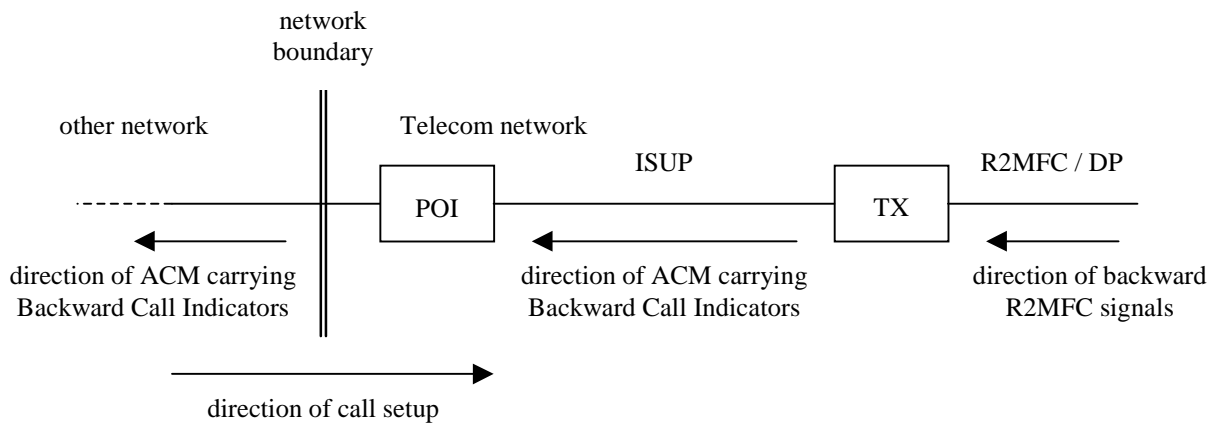 network
boundary
other network
Telecom network
ISUP
R2MFC / DP
POI
TX
direction of ACM carrying
Backward Call Indicators
direction of ACM carrying
Backward Call Indicators
direction of backward
R2MFC signals
direction of call setup